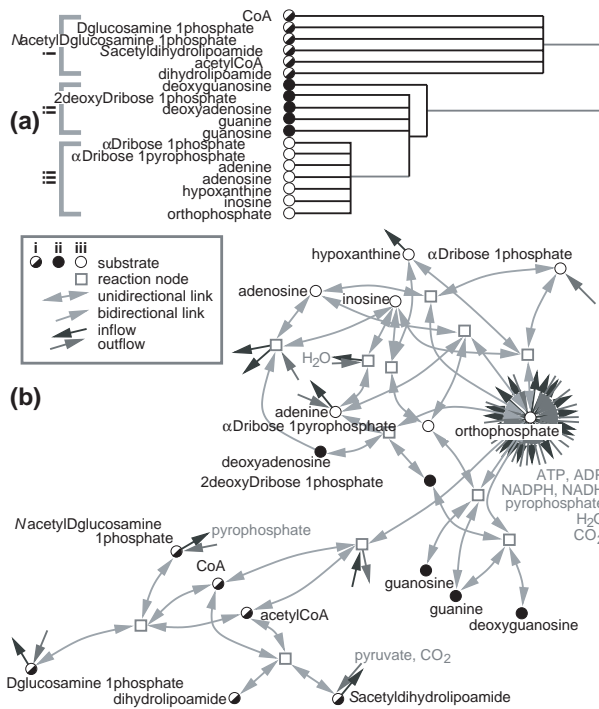 CoA
Dglucosamine 1phosphate
NacetylDglucosamine 1phosphate
Sacetyldihydrolipoamide
acetylCoA
dihydrolipoamide
i
deoxyguanosine
2deoxyDribose 1phosphate
deoxyadenosine
guanine
guanosine
ii
(a)
αDribose 1phosphate
αDribose 1pyrophosphate
adenine
adenosine
hypoxanthine
inosine
orthophosphate
iii
i ii iii
substrate
reaction node
unidirectional link
bidirectional link
inflow
outflow
(b)
hypoxanthine
αDribose 1phosphate
adenosine
inosine
H2O
adenine
αDribose 1pyrophosphate
orthophosphate
deoxyadenosine
2deoxyDribose 1phosphate
ATP, ADP
NADPH, NADH
pyrophosphate
H2O
CO2
NacetylDglucosamine
1phosphate
pyrophosphate
CoA
guanosine
acetylCoA
guanine
deoxyguanosine
pyruvate, CO2
Dglucosamine 1phosphate
dihydrolipoamide
Sacetyldihydrolipoamide